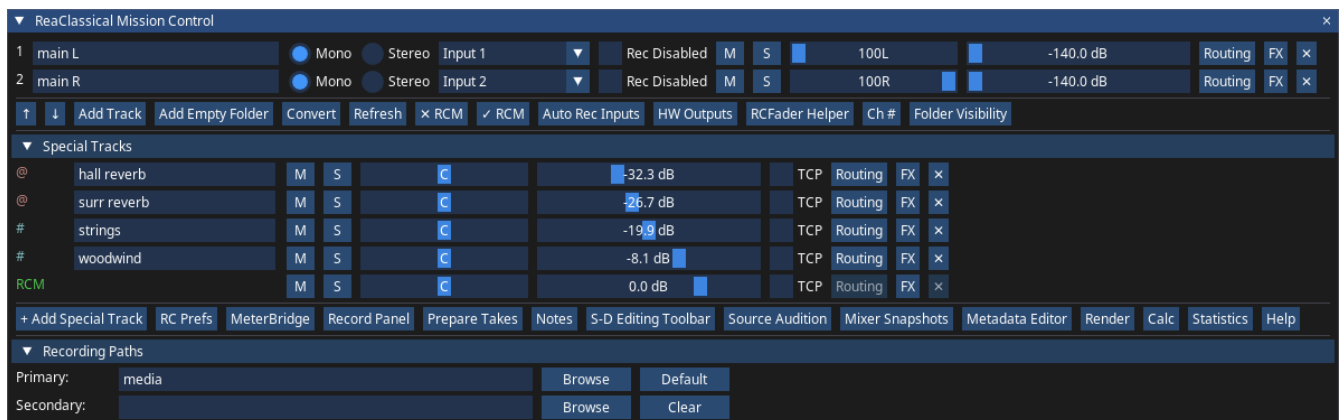 ▼ ReaClassical Mission Control ×
1 main L Mono Stereo Input 1 ▼ Rec Disabled M S 100L -140.0 dB Routing FX ×
2 main R Mono Stereo Input 2 ▼ Rec Disabled M S 100R -140.0 dB Routing FX ×
↑ ↓ Add Track Add Empty Folder Convert Refresh × RCM ✓ RCM Auto Rec Inputs HW Outputs RCFader Helper Ch # Folder Visibility
▼ Special Tracks
@ hall reverb M S C -32.3 dB TCP Routing FX ×
@ surr reverb M S C -26.7 dB TCP Routing FX ×
# strings M S C -19.9 dB TCP Routing FX ×
# woodwind M S C -8.1 dB TCP Routing FX ×
RCM M S C 0.0 dB TCP Routing FX ×
+ Add Special Track RC Prefs MeterBridge Record Panel Prepare Takes Notes S-D Editing Toolbar Source Audition Mixer Snapshots Metadata Editor Render Calc Statistics Help
▼ Recording Paths
Primary: media Browse Default
Secondary: Browse Clear